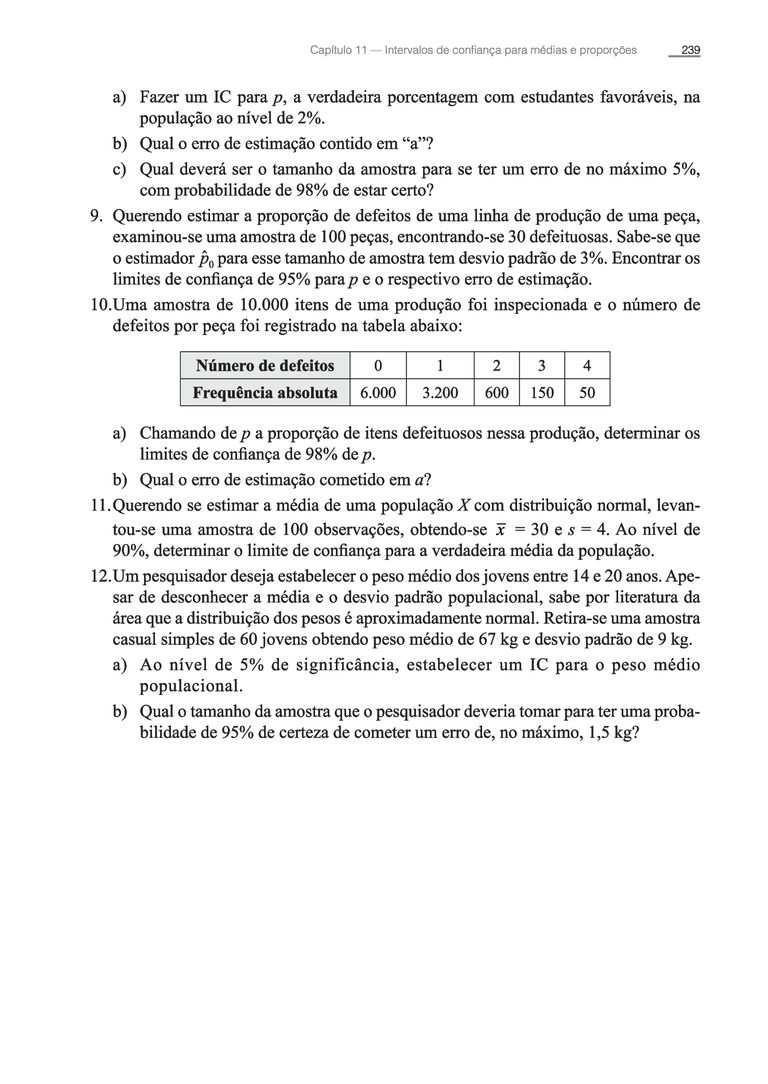 Capítulo 11 — Intervalos de confiança para médias e proporções 239
a) Fazer um IC para p, a verdadeira porcentagem com estudantes favoráveis, na
população ao nível de 2%.
b) Qual o erro de estimação contido em “a”?
c) Qual deverá ser o tamanho da amostra para se ter um erro de no máximo 5%,
com probabilidade de 98% de estar certo?
9. Querendo estimar a proporção de defeitos de uma linha de produção de uma peça,
examinou-se uma amostra de 100 peças, encontrando-se 30 defeituosas. Sabe-se que
o estimador p̂₀ para esse tamanho de amostra tem desvio padrão de 3%. Encontrar os
limites de confiança de 95% para p e o respectivo erro de estimação.
10.Uma amostra de 10.000 itens de uma produção foi inspecionada e o número de
defeitos por peça foi registrado na tabela abaixo:
Número de defeitos 0 1 2 3 4
Frequência absoluta 6.000 3.200 600 150 50
a) Chamando de p a proporção de itens defeituosos nessa produção, determinar os
limites de confiança de 98% de p.
b) Qual o erro de estimação cometido em a?
11.Querendo se estimar a média de uma população X com distribuição normal, levan-
tou-se uma amostra de 100 observações, obtendo-se x̅ = 30 e s = 4. Ao nível de
90%, determinar o limite de confiança para a verdadeira média da população.
12.Um pesquisador deseja estabelecer o peso médio dos jovens entre 14 e 20 anos. Ape-
sar de desconhecer a média e o desvio padrão populacional, sabe por literatura da
área que a distribuição dos pesos é aproximadamente normal. Retira-se uma amostra
casual simples de 60 jovens obtendo peso médio de 67 kg e desvio padrão de 9 kg.
a) Ao nível de 5% de significância, estabelecer um IC para o peso médio
populacional.
b) Qual o tamanho da amostra que o pesquisador deveria tomar para ter uma proba-
bilidade de 95% de certeza de cometer um erro de, no máximo, 1,5 kg?